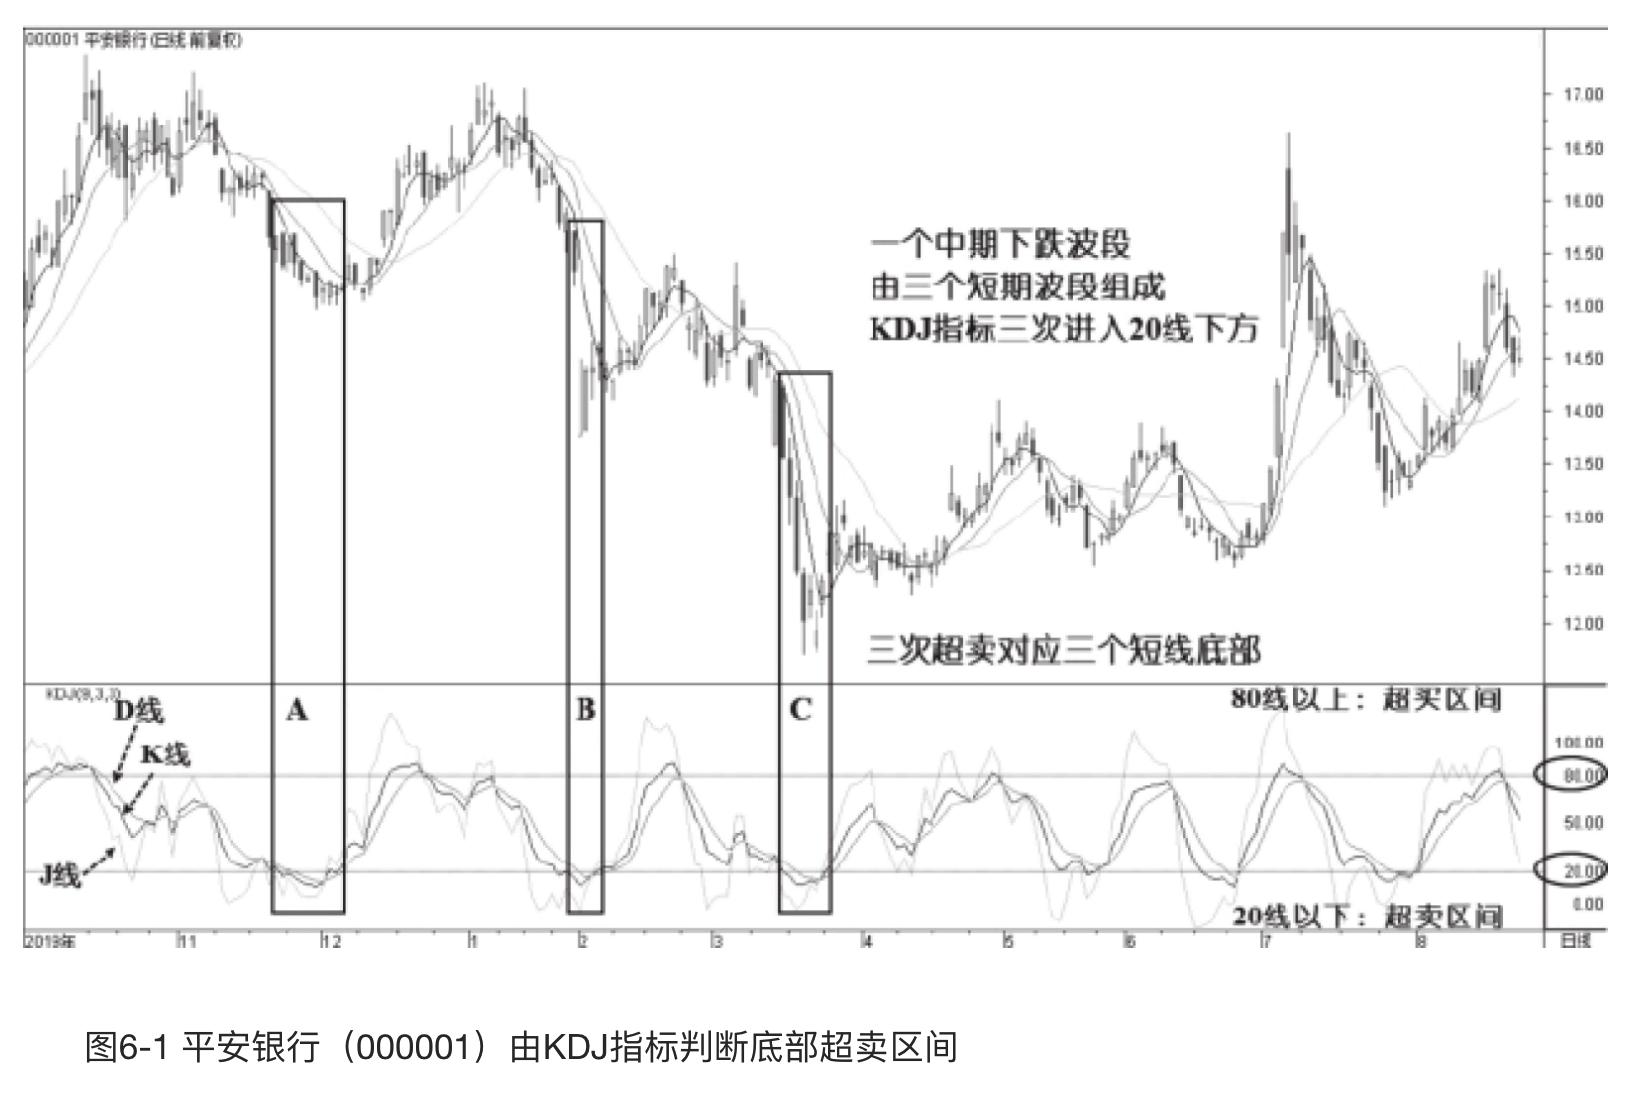 000001 平安银行(日线 前复权)
17.00
16.50
16.00
15.50
15.00
14.50
14.00
13.50
13.00
12.50
12.00
一个中期下跌波段
由三个短期波段组成
KDJ指标三次进入20线下方
三次超卖对应三个短线底部
KDJ(9,3,3)
D线
K线
J线
A
B
C
80线以上：超买区间
100.00
80.00
50.00
20.00
0.00
20线以下：超卖区间
2019年 11 12 1 2 3 4 5 6 7 8 日线
图6-1 平安银行（000001）由KDJ指标判断底部超卖区间